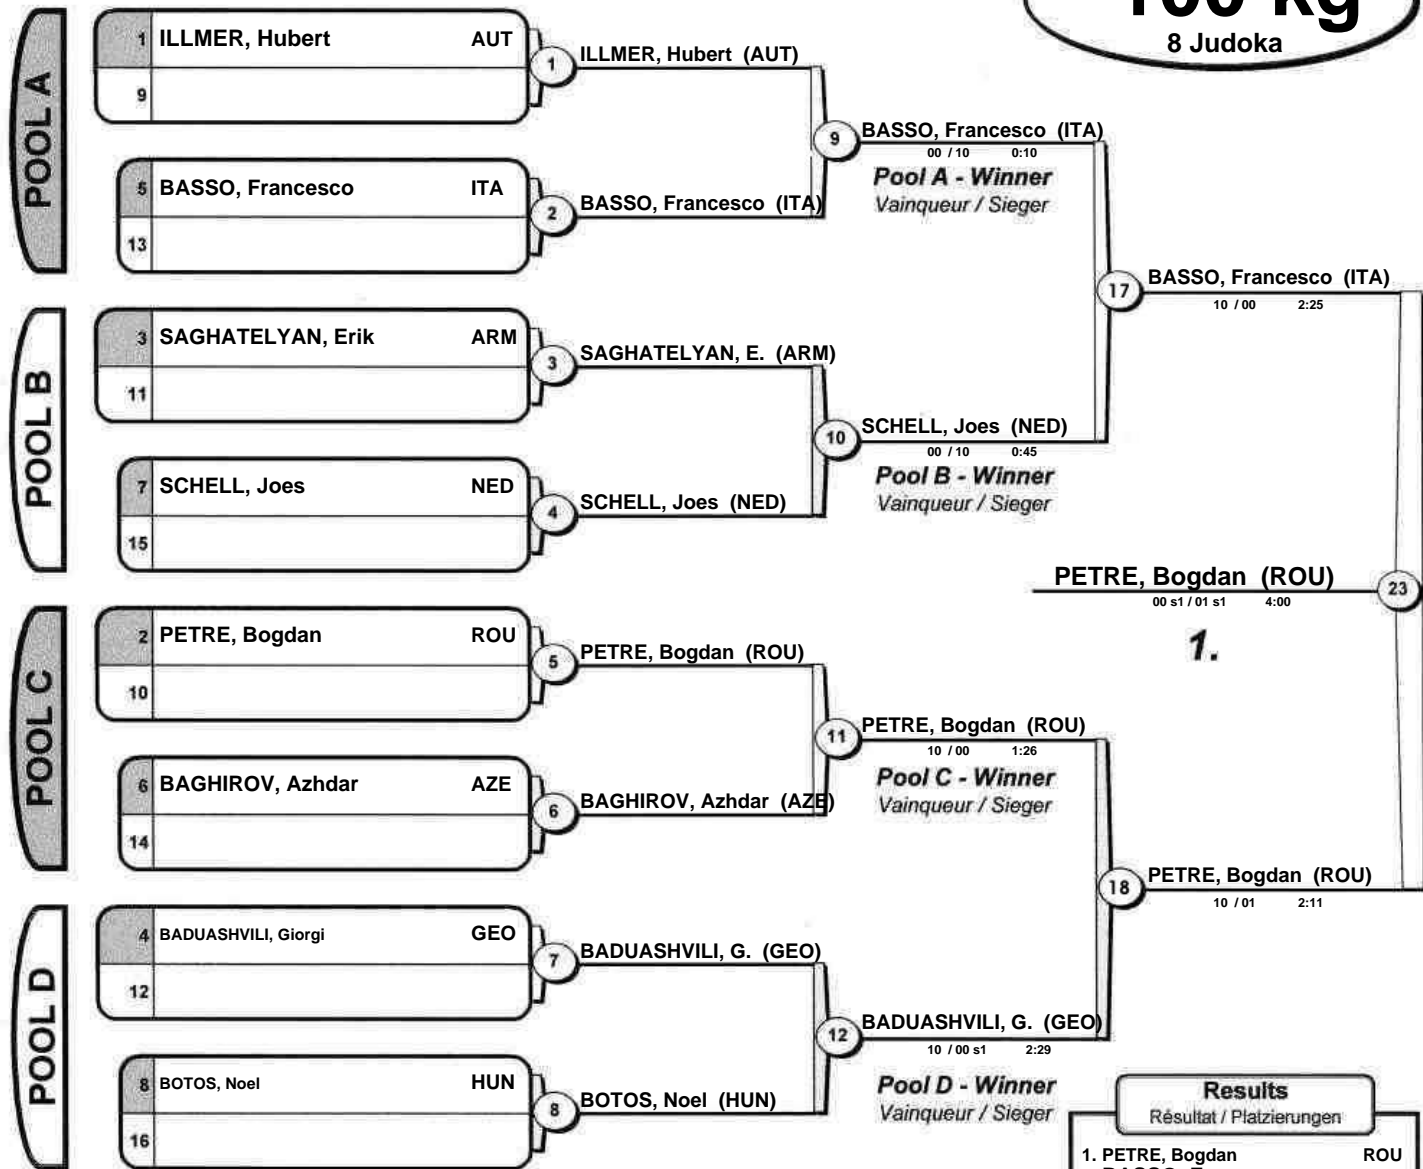 100 kg
8 Judoka
POOL A
1 ILLMER, Hubert AUT
9
5 BASSO, Francesco ITA
13
1 ILLMER, Hubert (AUT)
2 BASSO, Francesco (ITA)
9 BASSO, Francesco (ITA)
00 / 10 0:10
Pool A - Winner
Vainqueur / Sieger
POOL B
3 SAGHATELYAN, Erik ARM
11
7 SCHELL, Joes NED
15
3 SAGHATELYAN, E. (ARM)
4 SCHELL, Joes (NED)
10 SCHELL, Joes (NED)
00 / 10 0:45
Pool B - Winner
Vainqueur / Sieger
17 BASSO, Francesco (ITA)
10 / 00 2:25
PETRE, Bogdan (ROU) 23
00 s1 / 01 s1 4:00
1.
POOL C
2 PETRE, Bogdan ROU
10
6 BAGHIROV, Azhdar AZE
14
5 PETRE, Bogdan (ROU)
6 BAGHIROV, Azhdar (AZE)
11 PETRE, Bogdan (ROU)
10 / 00 1:26
Pool C - Winner
Vainqueur / Sieger
18 PETRE, Bogdan (ROU)
10 / 01 2:11
POOL D
4 BADUASHVILI, Giorgi GEO
12
8 BOTOS, Noel HUN
16
7 BADUASHVILI, G. (GEO)
8 BOTOS, Noel (HUN)
12 BADUASHVILI, G. (GEO)
10 / 00 s1 2:29
Pool D - Winner
Vainqueur / Sieger
Results
Résultat / Platzierungen
1. PETRE, Bogdan ROU